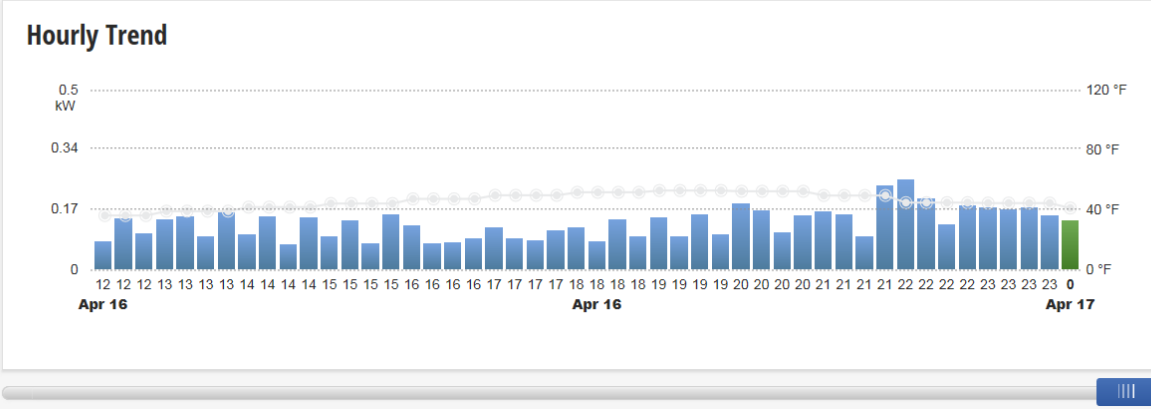 Hourly Trend
0.5 120 °F
kW
0.34 80 °F
0.17 40 °F
0 0 °F
12 12 12 13 13 13 13 14 14 14 14 15 15 15 15 16 16 16 16 17 17 17 17 18 18 18 18 19 19 19 19 20 20 20 20 21 21 21 21 22 22 22 22 23 23 23 23 0
Apr 16 Apr 16 Apr 17